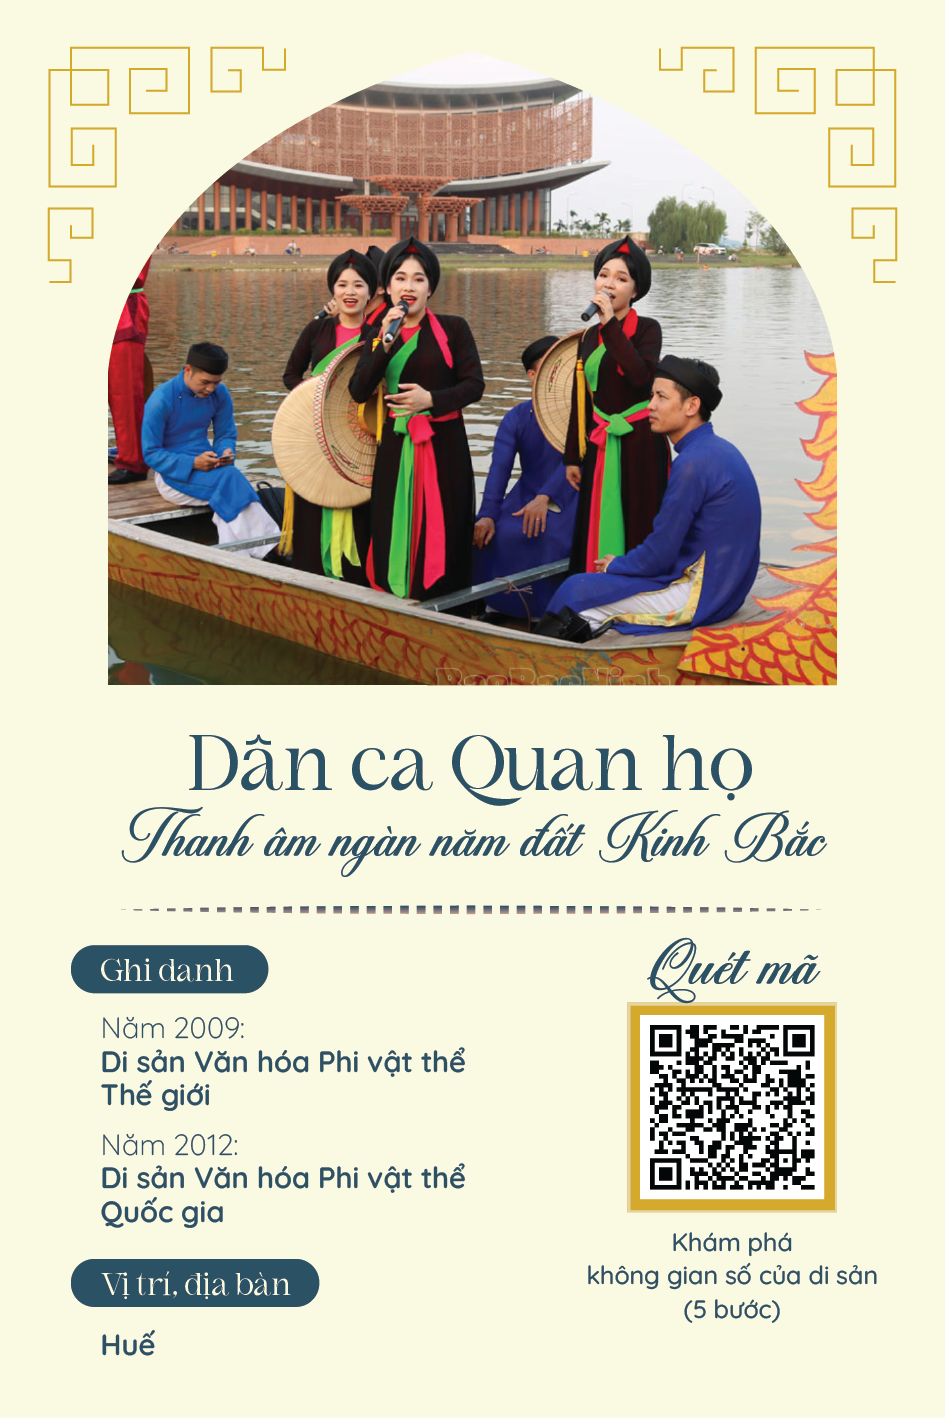 BaoBacNinh
Dân ca Quan họ
Thanh âm ngàn năm đất Kinh Bắc
Ghi danh
Năm 2009:
Di sản Văn hóa Phi vật thể
Thế giới
Năm 2012:
Di sản Văn hóa Phi vật thể
Quốc gia
Vị trí, địa bàn
Huế
Quét mã
Khám phá
không gian số của di sản
(5 bước)